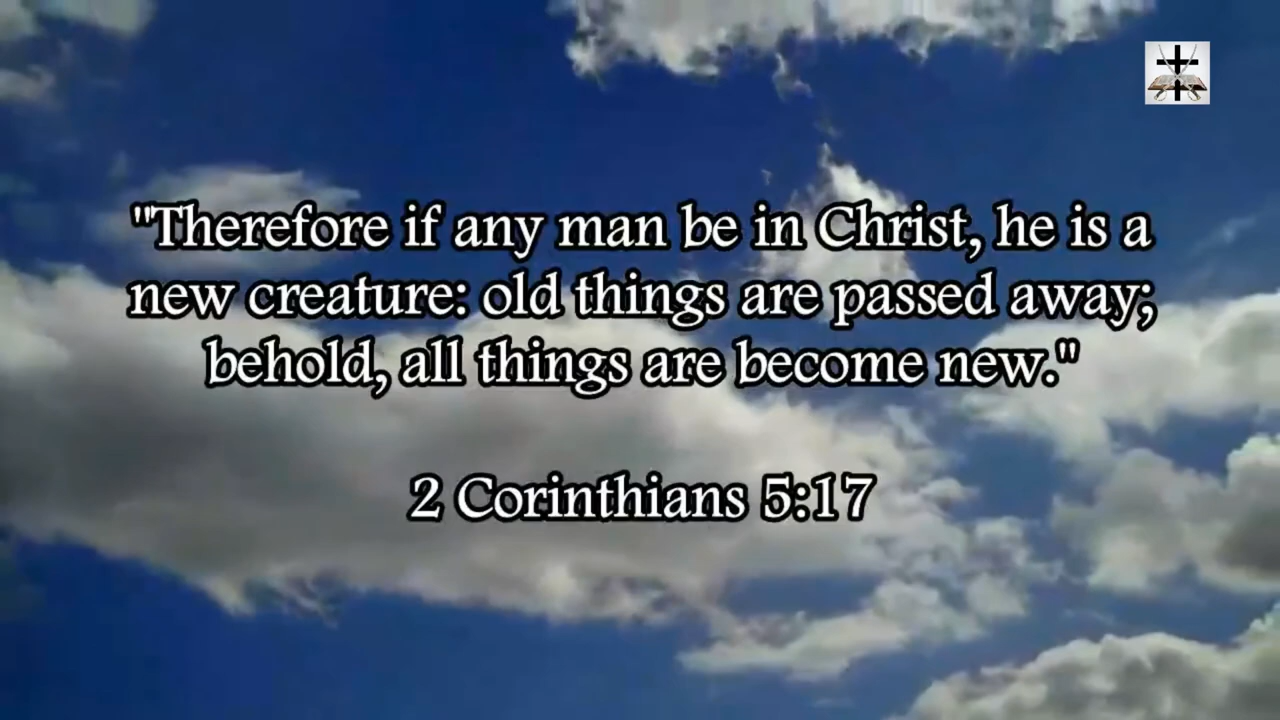 "Therefore if any man be in Christ, he is a
new creature: old things are passed away;
behold, all things are become new."
2 Corinthians 5:17